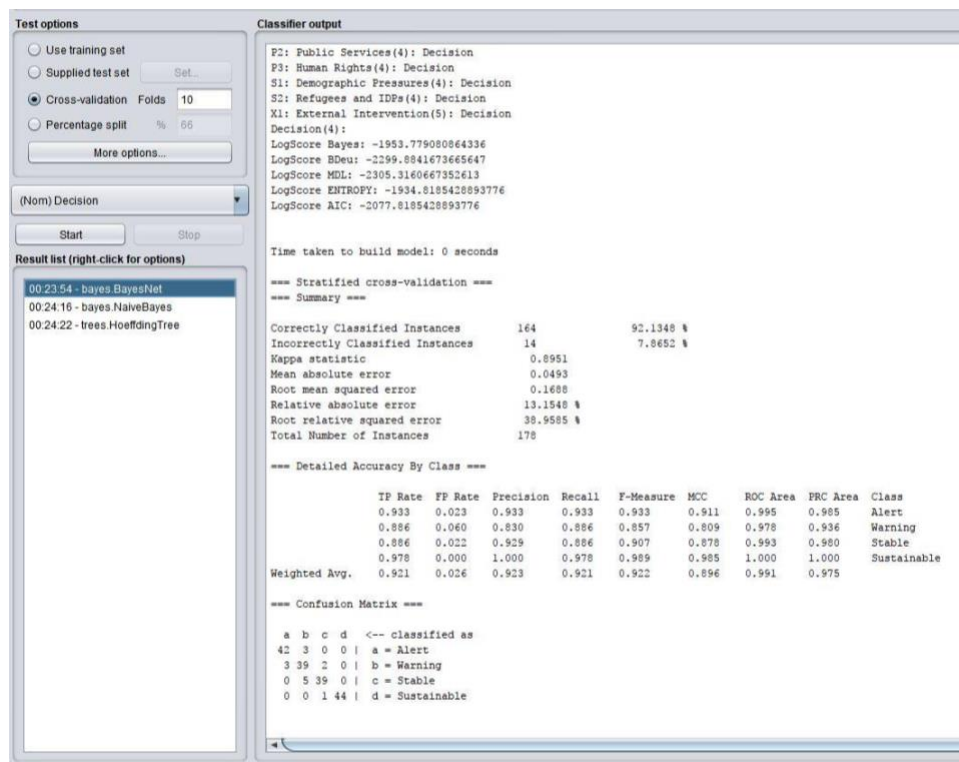 Test options
Use training set
Supplied test set Set...
Cross-validation Folds 10
Percentage split % 66
More options...
(Nom) Decision
Start Stop
Result list (right-click for options)
00:23:54 - bayes.BayesNet
00:24:16 - bayes.NaiveBayes
00:24:22 - trees.HoeffdingTree
Classifier output
P2: Public Services(4): Decision
P3: Human Rights(4): Decision
S1: Demographic Pressures(4): Decision
S2: Refugees and IDPs(4): Decision
X1: External Intervention(5): Decision
Decision(4):
LogScore Bayes: -1953.779080864336
LogScore BDeu: -2299.8841673665647
LogScore MDL: -2305.3160667352613
LogScore ENTROPY: -1934.8185428893776
LogScore AIC: -2077.8185428893776
Time taken to build model: 0 seconds
=== Stratified cross-validation ===
=== Summary ===
Correctly Classified Instances 164 92.1348 %
Incorrectly Classified Instances 14 7.8652 %
Kappa statistic 0.8951
Mean absolute error 0.0493
Root mean squared error 0.1688
Relative absolute error 13.1548 %
Root relative squared error 38.9585 %
Total Number of Instances 178
=== Detailed Accuracy By Class ===
TP Rate FP Rate Precision Recall F-Measure MCC ROC Area PRC Area Class
0.933 0.023 0.933 0.933 0.933 0.911 0.995 0.985 Alert
0.886 0.060 0.830 0.886 0.857 0.809 0.978 0.936 Warning
0.886 0.022 0.929 0.886 0.907 0.878 0.993 0.980 Stable
0.978 0.000 1.000 0.978 0.989 0.985 1.000 1.000 Sustainable
Weighted Avg. 0.921 0.026 0.923 0.921 0.922 0.896 0.991 0.975
=== Confusion Matrix ===
a b c d <-- classified as
42 3 0 0 | a = Alert
3 39 2 0 | b = Warning
0 5 39 0 | c = Stable
0 0 1 44 | d = Sustainable